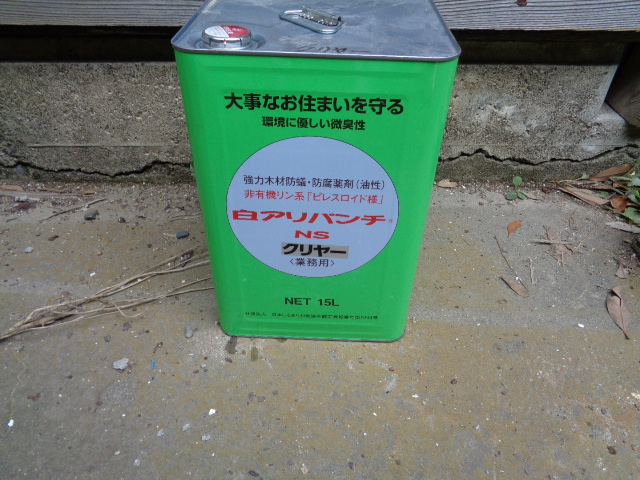 大事なお住まいを守る
環境に優しい微臭性
強力木材防蟻・防腐薬剤(油性)
非有機リン系「ピレスロイド様」
白アリパンチ®
NS
クリヤー
〈業務用〉
NET 15L